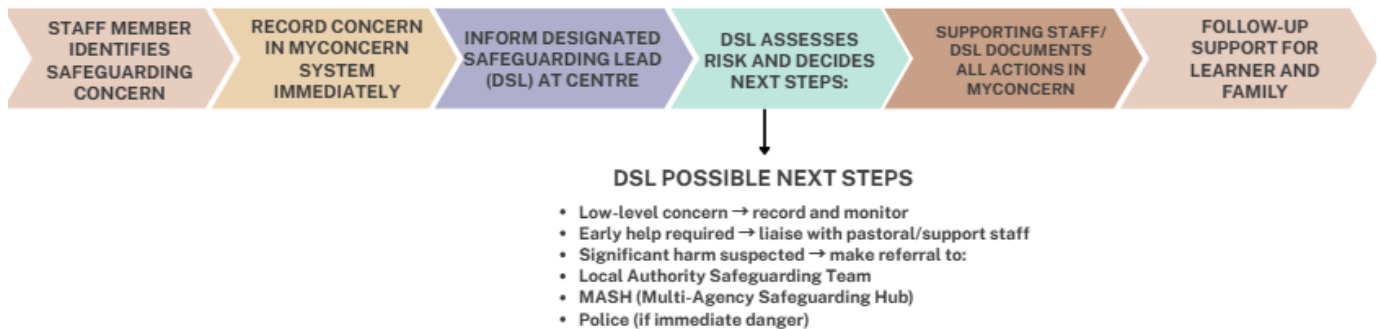 STAFF MEMBER
IDENTIFIES
SAFEGUARDING
CONCERN
RECORD CONCERN
IN MYCONCERN
SYSTEM
IMMEDIATELY
INFORM DESIGNATED
SAFEGUARDING LEAD
(DSL) AT CENTRE
DSL ASSESSES
RISK AND DECIDES
NEXT STEPS:
SUPPORTING STAFF/
DSL DOCUMENTS
ALL ACTIONS IN
MYCONCERN
FOLLOW-UP
SUPPORT FOR
LEARNER AND
FAMILY
DSL POSSIBLE NEXT STEPS
• Low-level concern → record and monitor
• Early help required → liaise with pastoral/support staff
• Significant harm suspected → make referral to:
• Local Authority Safeguarding Team
• MASH (Multi-Agency Safeguarding Hub)
• Police (if immediate danger)